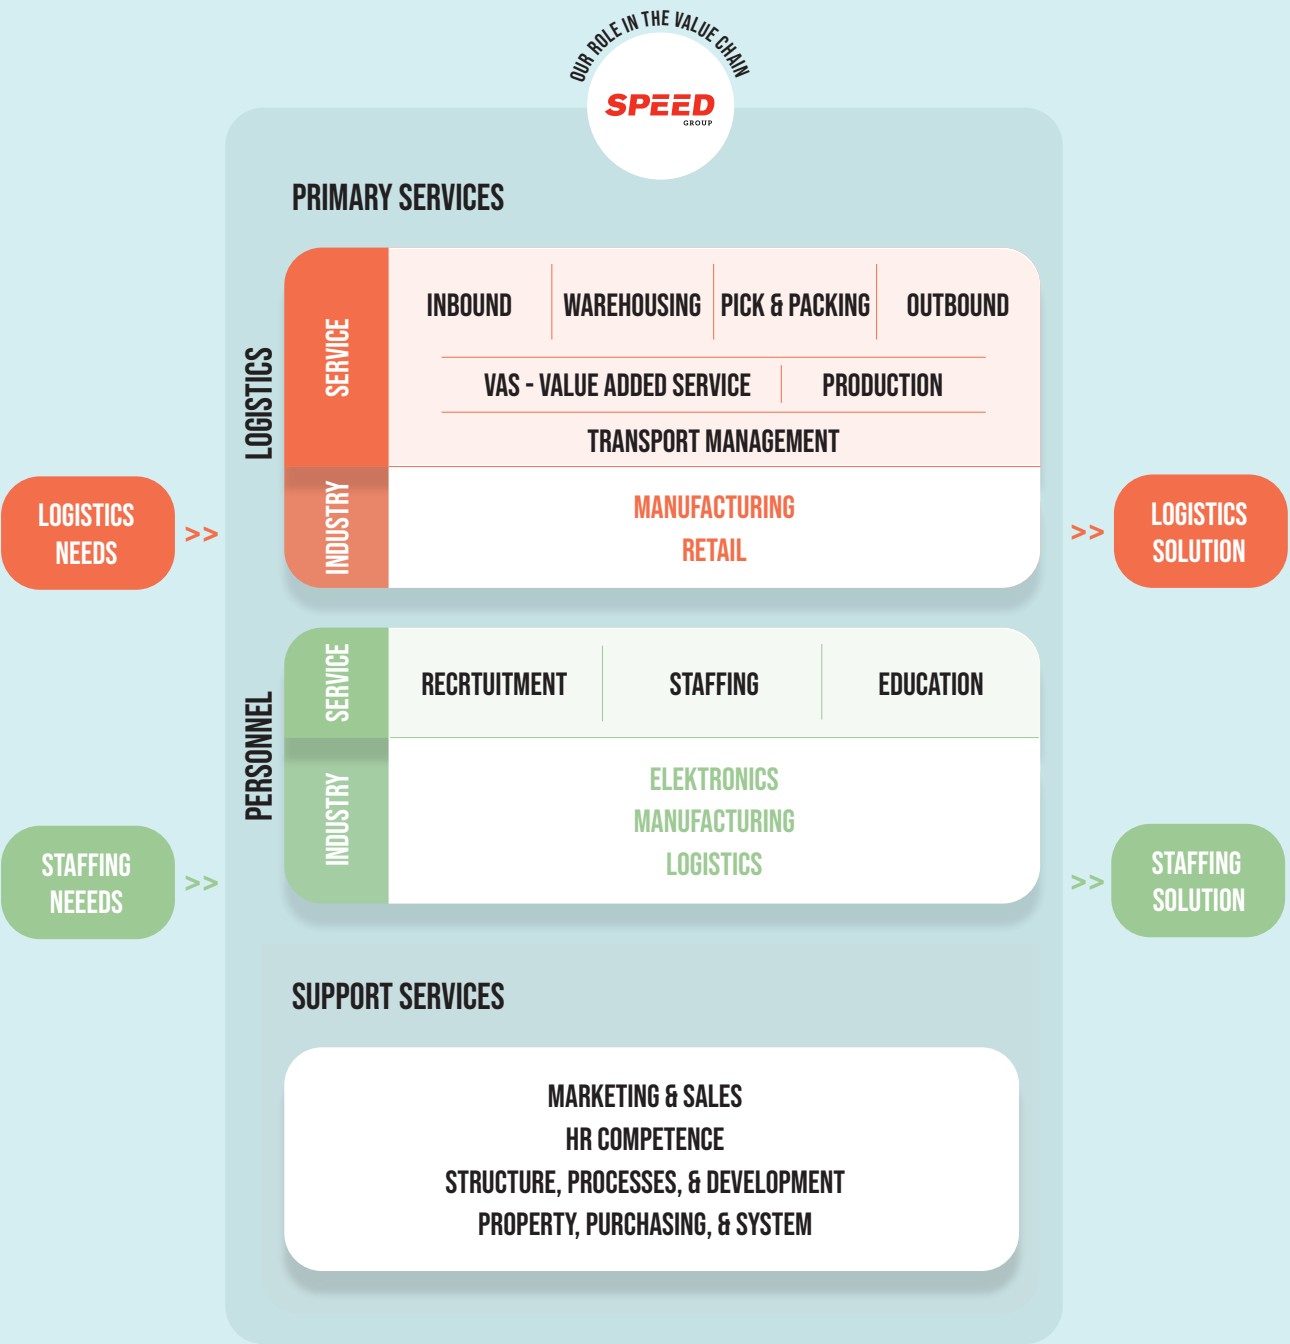 OUR ROLE IN THE VALUE CHAIN
SPEED
GROUP
PRIMARY SERVICES
LOGISTICS
SERVICE
INBOUND
WAREHOUSING
PICK & PACKING
OUTBOUND
VAS - VALUE ADDED SERVICE
PRODUCTION
TRANSPORT MANAGEMENT
INDUSTRY
MANUFACTURING
RETAIL
LOGISTICS
NEEDS
>>
>>
LOGISTICS
SOLUTION
PERSONNEL
SERVICE
RECRTUITMENT
STAFFING
EDUCATION
INDUSTRY
ELEKTRONICS
MANUFACTURING
LOGISTICS
STAFFING
NEEEDS
>>
>>
STAFFING
SOLUTION
SUPPORT SERVICES
MARKETING & SALES
HR COMPETENCE
STRUCTURE, PROCESSES, & DEVELOPMENT
PROPERTY, PURCHASING, & SYSTEM